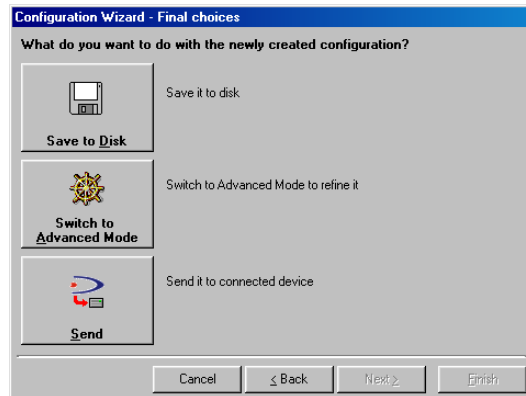 Configuration Wizard - Final choices
What do you want to do with the newly created configuration?
Save to Disk
Save it to disk
Switch to
Advanced Mode
Switch to Advanced Mode to refine it
Send
Send it to connected device
Cancel
< Back
Next >
Finish